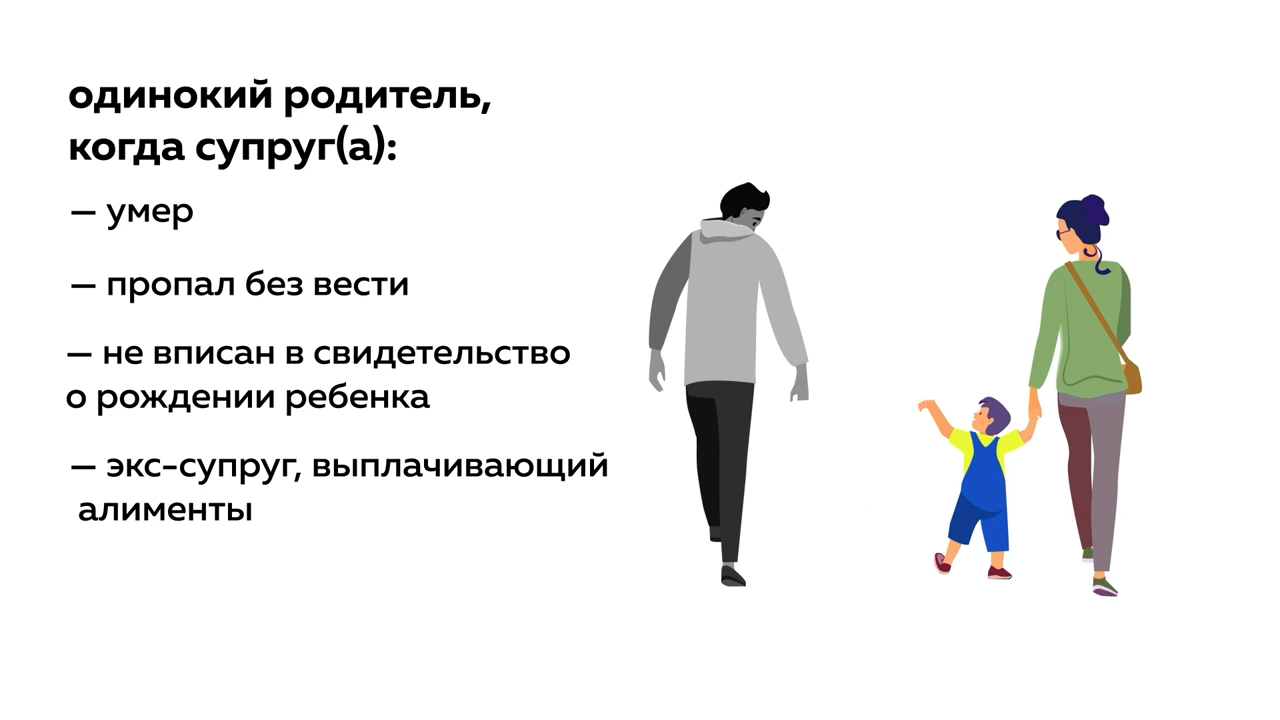 одинокий родитель,
когда супруг(а):
— умер
— пропал без вести
— не вписан в свидетельство
о рождении ребенка
— экс-супруг, выплачивающий
алименты